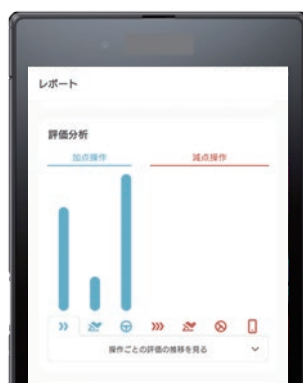 レポート
評価分析
加点操作
減点操作
操作ごとの評価の推移を見る